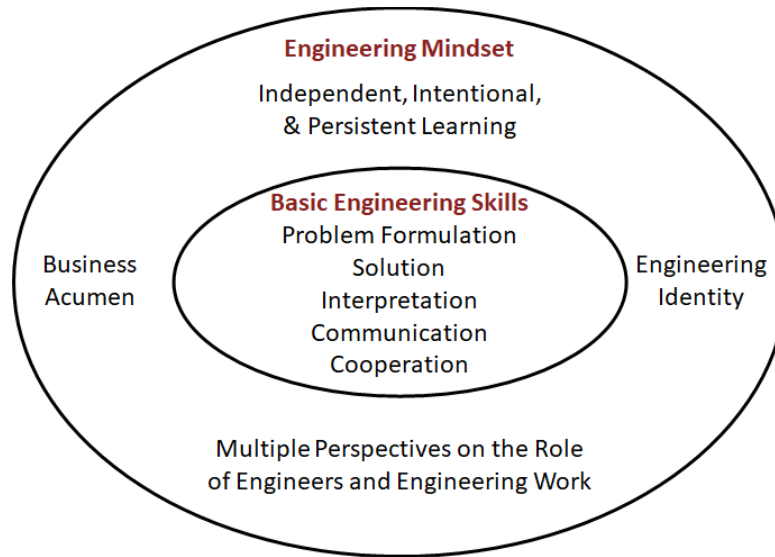 Engineering Mindset
Independent, Intentional,
& Persistent Learning
Basic Engineering Skills
Problem Formulation
Solution
Interpretation
Communication
Cooperation
Business
Acumen
Engineering
Identity
Multiple Perspectives on the Role
of Engineers and Engineering Work